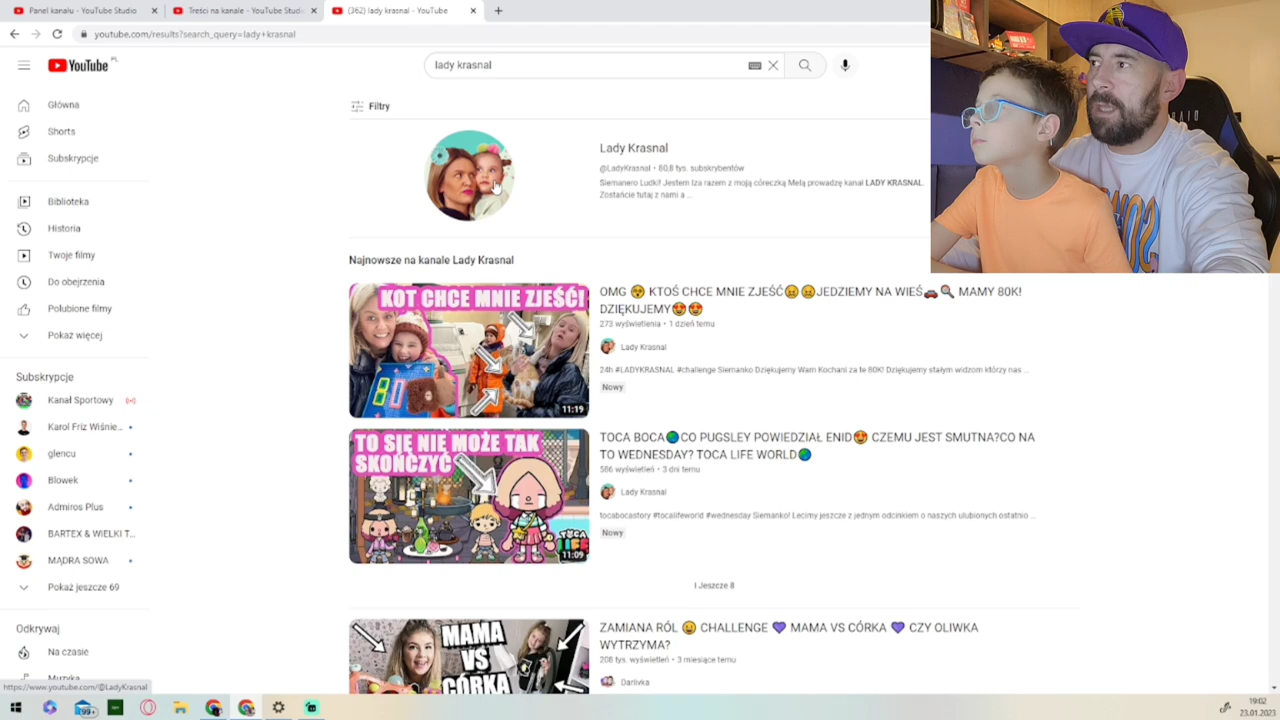 Panel kanału - YouTube Studio
Treści na kanale - YouTube Studi
(362) lady krasnal - YouTube
youtube.com/results?search_query=lady+krasnal
YouTube PL
lady krasnal
Główna
Shorts
Subskrypcje
Biblioteka
Historia
Twoje filmy
Do obejrzenia
Polubione filmy
Pokaż więcej
Subskrypcje
Kanał Sportowy
Karol Friz Wiśnie...
glencu
Blowek
Admiros Plus
BARTEX & WIELKI T...
MĄDRA SOWA
Pokaż jeszcze 69
Odkrywaj
Na czasie
Muzyka
https://www.youtube.com/@LadyKrasnal
Filtry
Lady Krasnal
@LadyKrasnal • 80,8 tys. subskrybentów
Siemanero Ludki! Jestem Iza razem z moją córeczką Melą prowadzę kanał LADY KRASNAL.
Zostańcie tutaj z nami a ...
Najnowsze na kanale Lady Krasnal
KOT CHCE MNIE ZJEŚĆ!
80
11:19
OMG 😲 KTOŚ CHCE MNIE ZJEŚĆ😖😖JEDZIEMY NA WIEŚ🚗🔍 MAMY 80K!
DZIĘKUJEMY😍😍
273 wyświetlenia • 1 dzień temu
Lady Krasnal
24h #LADYKRASNAL #challenge Siemanko Dziękujemy Wam Kochani za te 80K! Dziękujemy stałym widzom którzy nas ...
Nowy
TO SIĘ NIE MOŻE TAK
SKOŃCZYĆ
TOCA
LIFE
11:09
TOCA BOCA🌍CO PUGSLEY POWIEDZIAŁ ENID😍 CZEMU JEST SMUTNA?CO NA
TO WEDNESDAY? TOCA LIFE WORLD🌍
586 wyświetleń • 3 dni temu
Lady Krasnal
tocabocastory #tocalifeworld #wednesday Siemanko! Lecimy jeszcze z jednym odcinkiem o naszych ulubionych ostatnio ...
Nowy
I Jeszcze 8
MAMA
VS
CÓRKA
ZAMIANA RÓL 😀 CHALLENGE 💜 MAMA VS CÓRKA 💜 CZY OLIWKA
WYTRZYMA?
208 tys. wyświetleń • 3 miesiące temu
Darlivka
99+
19:02
23.01.2023